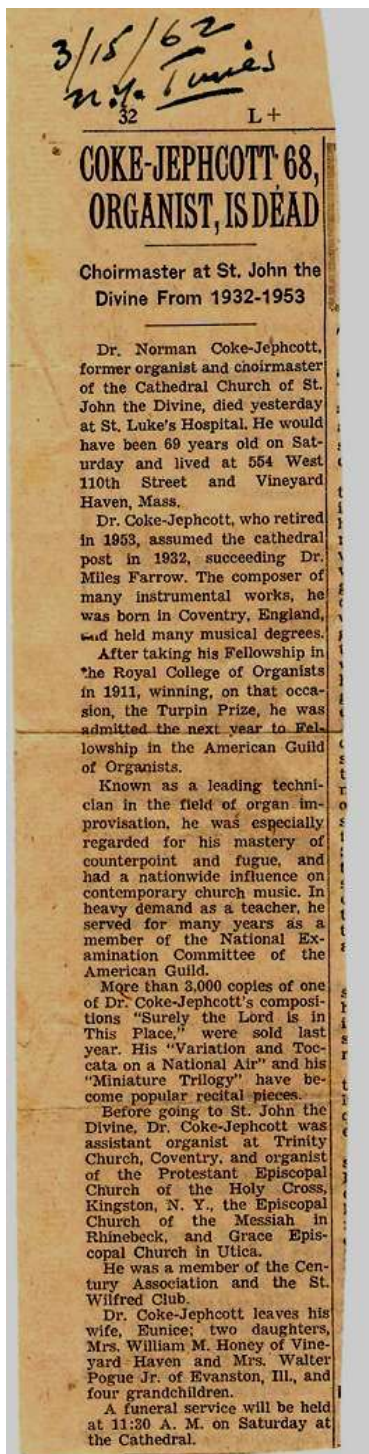 3/15/62
N.Y. Times
32 L+
COKE-JEPHCOTT 68,
ORGANIST, IS DEAD
Choirmaster at St. John the
Divine From 1932-1953
Dr. Norman Coke-Jephcott,
former organist and choirmaster
of the Cathedral Church of St.
John the Divine, died yesterday
at St. Luke's Hospital. He would
have been 69 years old on Sat-
urday and lived at 554 West
110th Street and Vineyard
Haven, Mass.
Dr. Coke-Jephcott, who retired
in 1953, assumed the cathedral
post in 1932, succeeding Dr.
Miles Farrow. The composer of
many instrumental works, he
was born in Coventry, England,
and held many musical degrees.
After taking his Fellowship in
the Royal College of Organists
in 1911, winning, on that occa-
sion, the Turpin Prize, he was
admitted the next year to Fel-
lowship in the American Guild
of Organists.
Known as a leading techni-
cian in the field of organ im-
provisation, he was especially
regarded for his mastery of
counterpoint and fugue, and
had a nationwide influence on
contemporary church music. In
heavy demand as a teacher, he
served for many years as a
member of the National Ex-
amination Committee of the
American Guild.
More than 3,000 copies of one
of Dr. Coke-Jephcott's composi-
tions "Surely the Lord is in
This Place," were sold last
year. His "Variation and Toc-
cata on a National Air" and his
"Miniature Trilogy" have be-
come popular recital pieces.
Before going to St. John the
Divine, Dr. Coke-Jephcott was
assistant organist at Trinity
Church, Coventry, and organist
of the Protestant Episcopal
Church of the Holy Cross,
Kingston, N. Y., the Episcopal
Church of the Messiah in
Rhinebeck, and Grace Epis-
copal Church in Utica.
He was a member of the Cen-
tury Association and the St.
Wilfred Club.
Dr. Coke-Jephcott leaves his
wife, Eunice; two daughters,
Mrs. William M. Honey of Vine-
yard Haven and Mrs. Walter
Pogue Jr. of Evanston, Ill., and
four grandchildren.
A funeral service will be held
at 11:30 A. M. on Saturday at
the Cathedral.